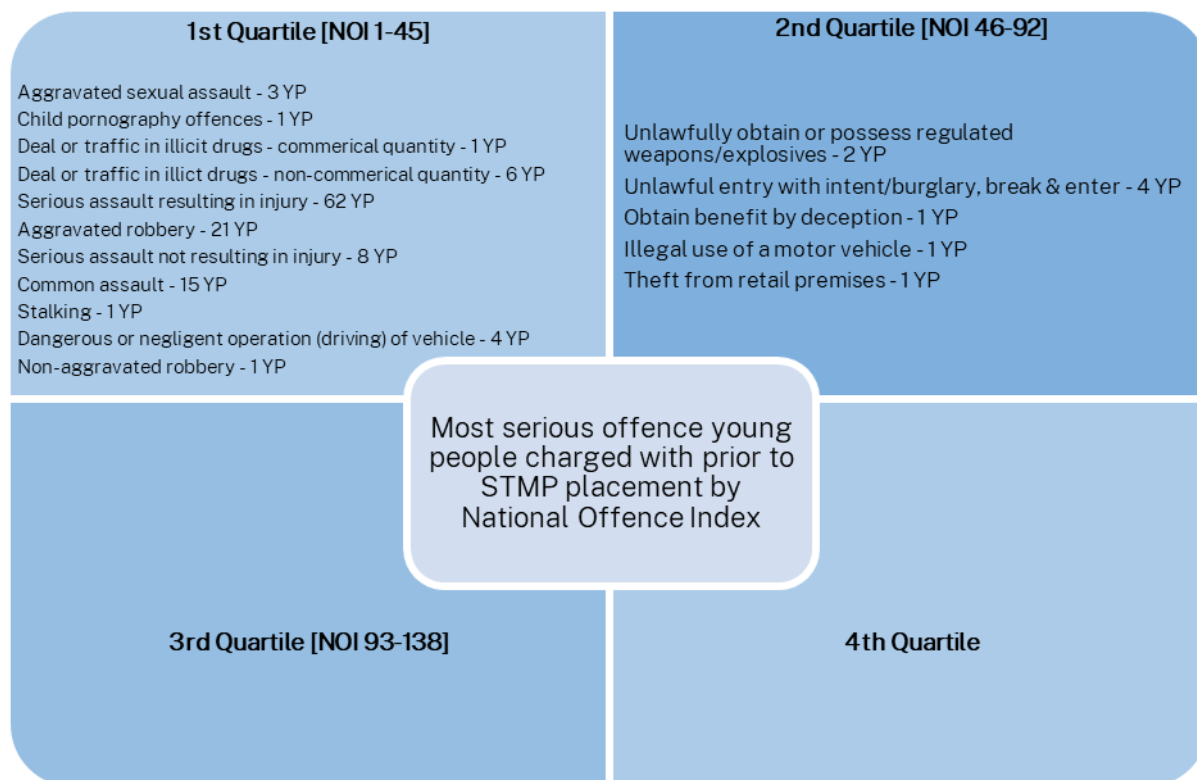 1st Quartile [NOI 1-45]
Aggravated sexual assault - 3 YP
Child pornography offences - 1 YP
Deal or traffic in illicit drugs - commerical quantity - 1 YP
Deal or traffic in illict drugs - non-commerical quantity - 6 YP
Serious assault resulting in injury - 62 YP
Aggravated robbery - 21 YP
Serious assault not resulting in injury - 8 YP
Common assault - 15 YP
Stalking - 1 YP
Dangerous or negligent operation (driving) of vehicle - 4 YP
Non-aggravated robbery - 1 YP
2nd Quartile [NOI 46-92]
Unlawfully obtain or possess regulated
weapons/explosives - 2 YP
Unlawful entry with intent/burglary, break & enter - 4 YP
Obtain benefit by deception - 1 YP
Illegal use of a motor vehicle - 1 YP
Theft from retail premises - 1 YP
Most serious offence young
people charged with prior to
STMP placement by
National Offence Index
3rd Quartile [NOI 93-138]
4th Quartile